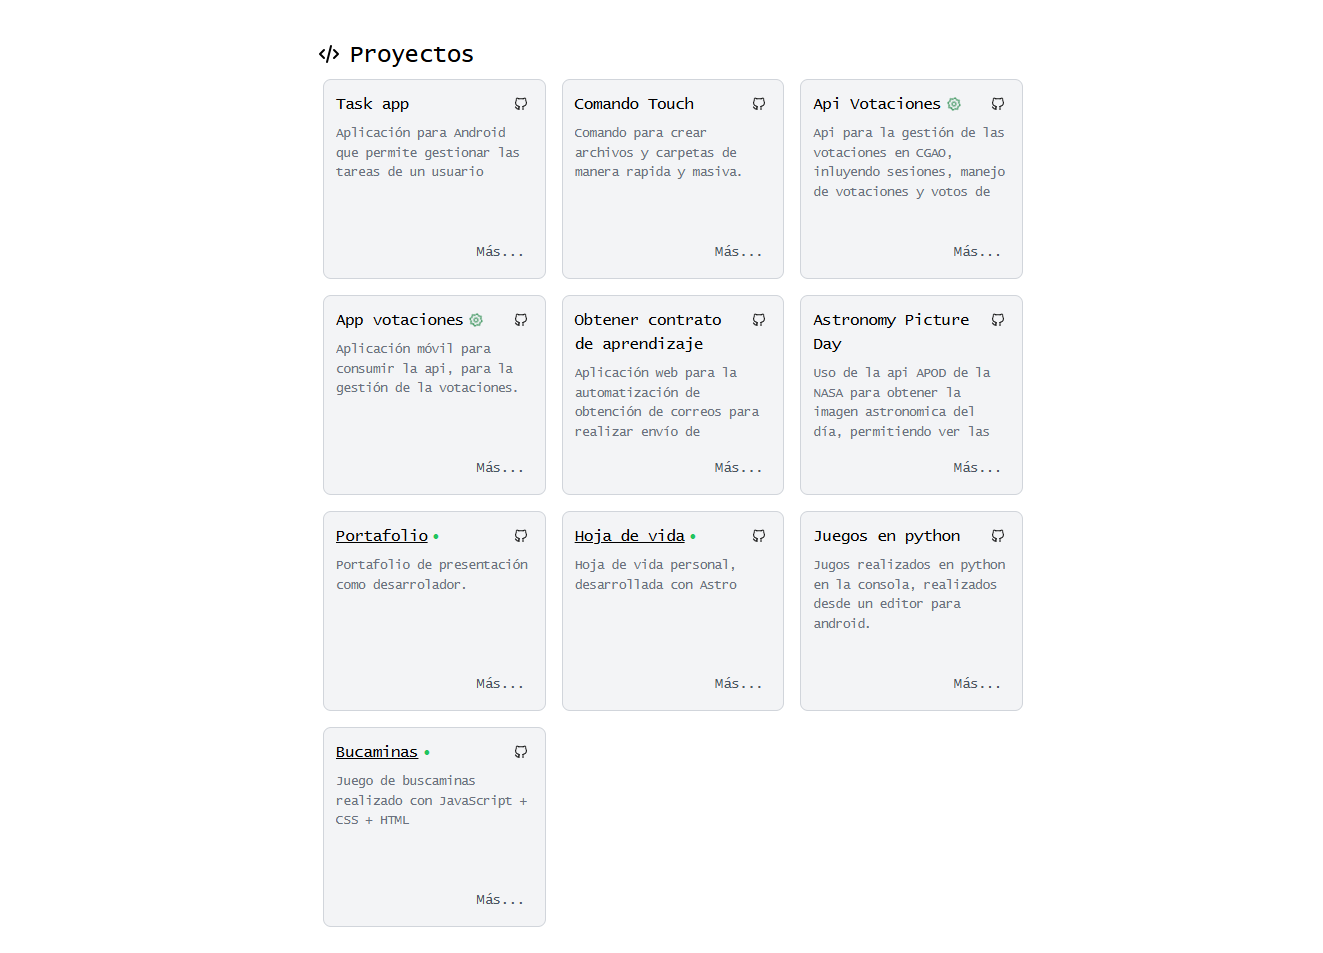 Proyectos
Task app
Aplicación para Android
que permite gestionar las
tareas de un usuario
Más...
Comando Touch
Comando para crear
archivos y carpetas de
manera rapida y masiva.
Más...
Api Votaciones
Api para la gestión de las
votaciones en CGAO,
inluyendo sesiones, manejo
de votaciones y votos de
Más...
App votaciones
Aplicación móvil para
consumir la api, para la
gestión de la votaciones.
Más...
Obtener contrato
de aprendizaje
Aplicación web para la
automatización de
obtención de correos para
realizar envío de
Más...
Astronomy Picture
Day
Uso de la api APOD de la
NASA para obtener la
imagen astronomica del
día, permitiendo ver las
Más...
Portafolio
Portafolio de presentación
como desarrolador.
Más...
Hoja de vida
Hoja de vida personal,
desarrollada con Astro
Más...
Juegos en python
Jugos realizados en python
en la consola, realizados
desde un editor para
android.
Más...
Bucaminas
Juego de buscaminas
realizado con JavaScript +
CSS + HTML
Más...